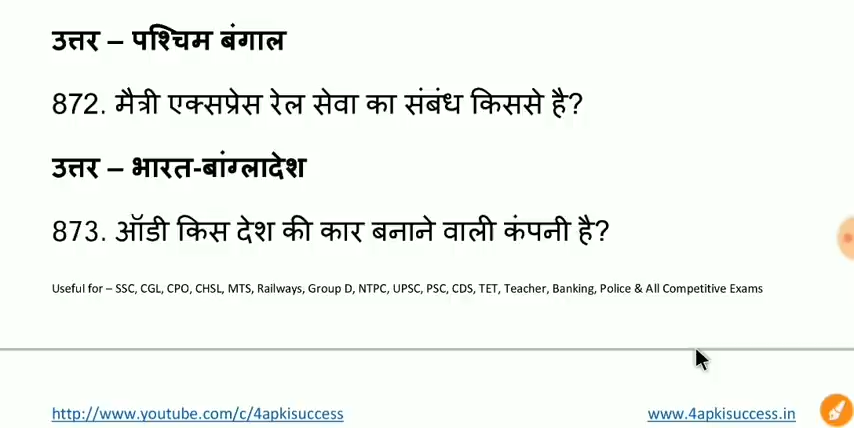 उत्तर – पश्चिम बंगाल
872. मैत्री एक्सप्रेस रेल सेवा का संबंध किससे है?
उत्तर – भारत-बांग्लादेश
873. ऑडी किस देश की कार बनाने वाली कंपनी है?
Useful for – SSC, CGL, CPO, CHSL, MTS, Railways, Group D, NTPC, UPSC, PSC, CDS, TET, Teacher, Banking, Police & All Competitive Exams
http://www.youtube.com/c/4apkisuccess www.4apkisuccess.in